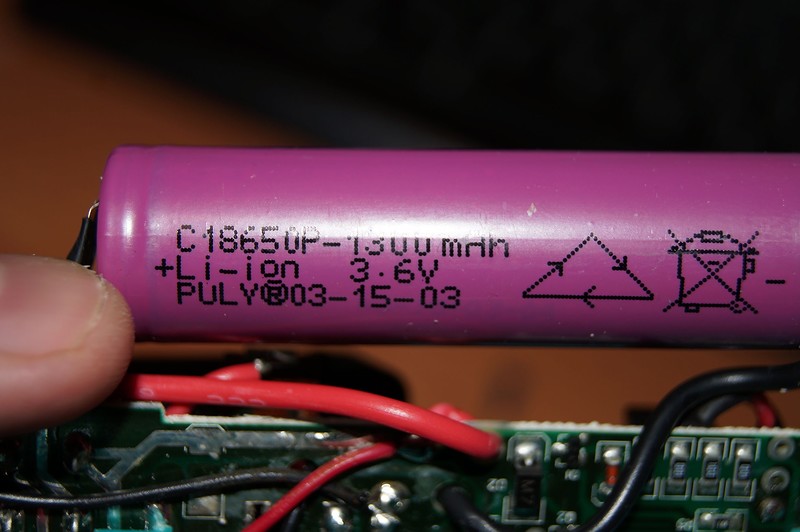 C18650P-1300mAh
+Li-ion 3.6V -
PULY®03-15-03